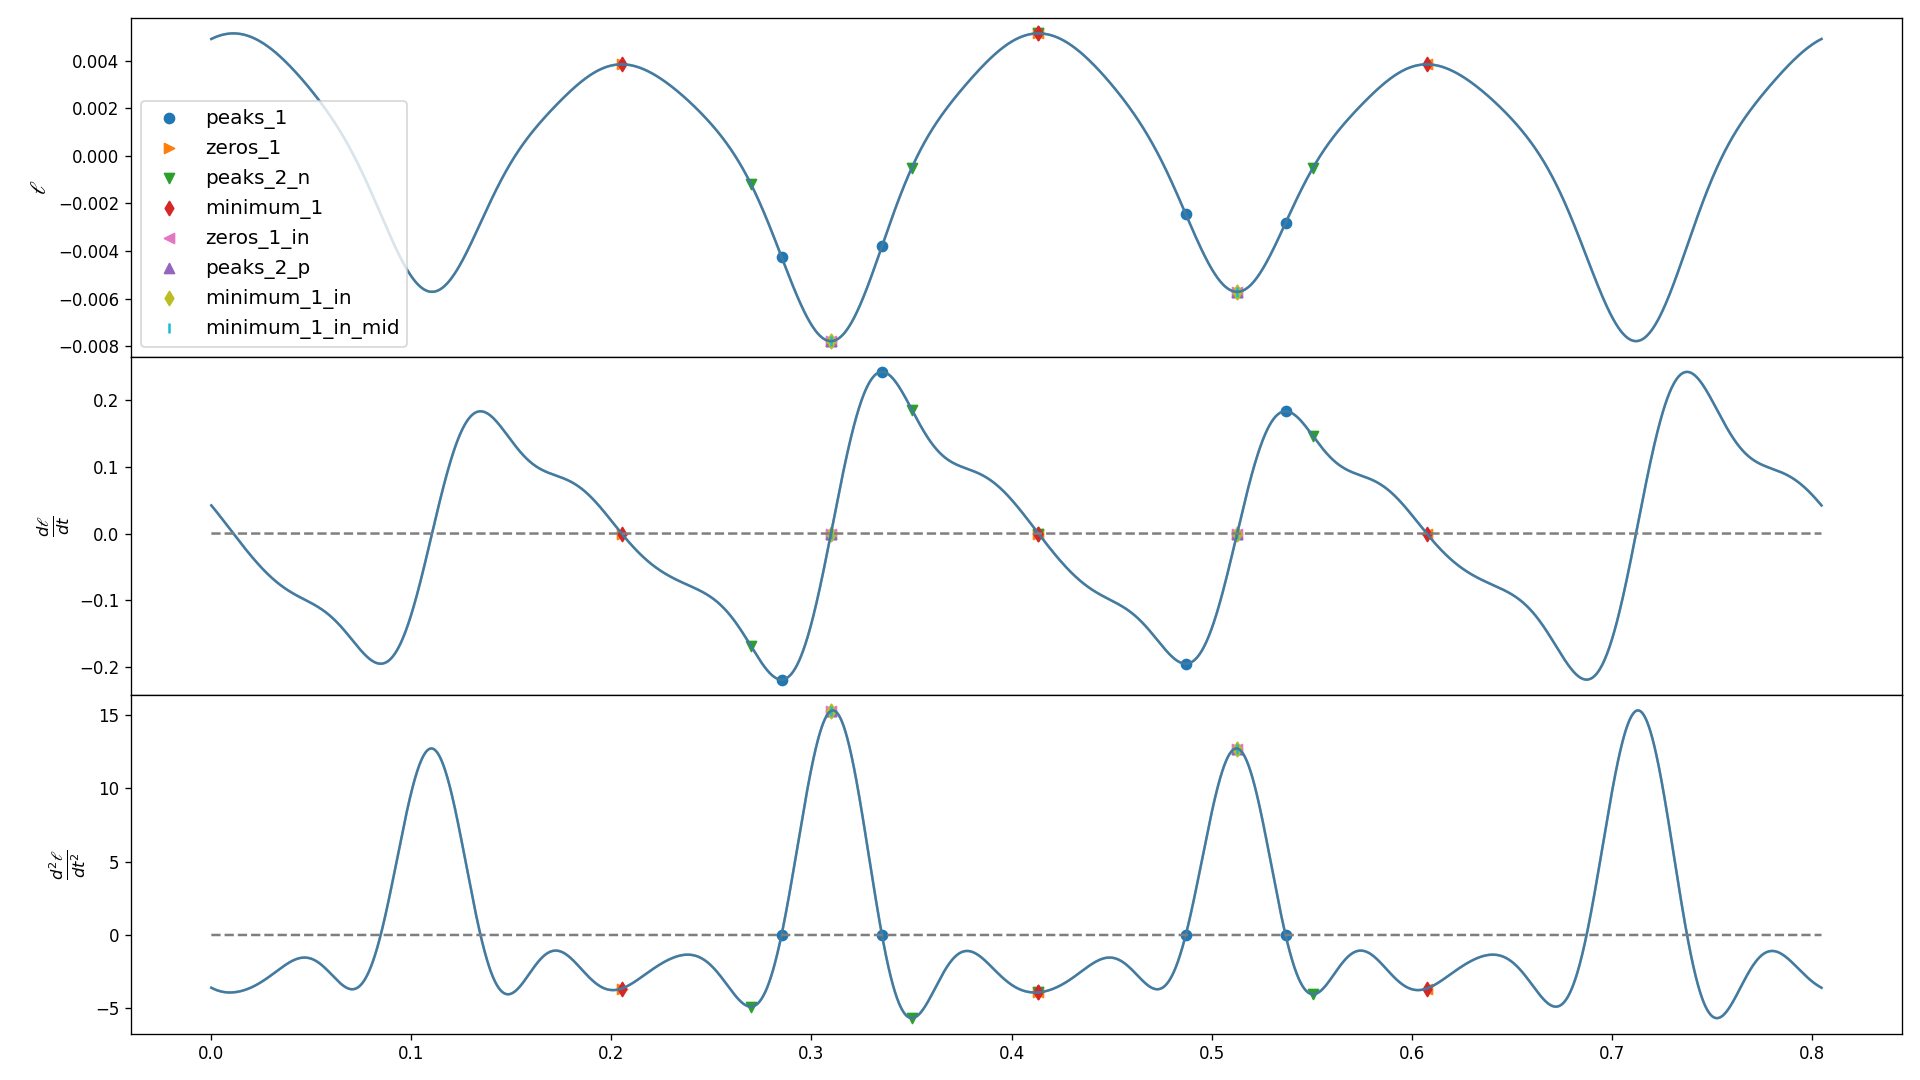 0.004
0.002
0.000
−0.002
−0.004
−0.006
−0.008
ℓ
peaks_1
zeros_1
peaks_2_n
minimum_1
zeros_1_in
peaks_2_p
minimum_1_in
minimum_1_in_mid
0.2
0.1
0.0
−0.1
−0.2
dℓ/dt
15
10
5
0
−5
d²ℓ/dt²
0.0 0.1 0.2 0.3 0.4 0.5 0.6 0.7 0.8